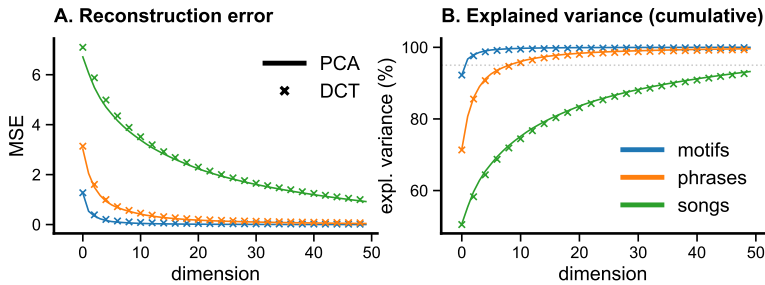 A. Reconstruction error
MSE
6
4
2
0
0 10 20 30 40 50
dimension
PCA
DCT
B. Explained variance (cumulative)
expl. variance (%)
100
80
60
0 10 20 30 40 50
dimension
motifs
phrases
songs